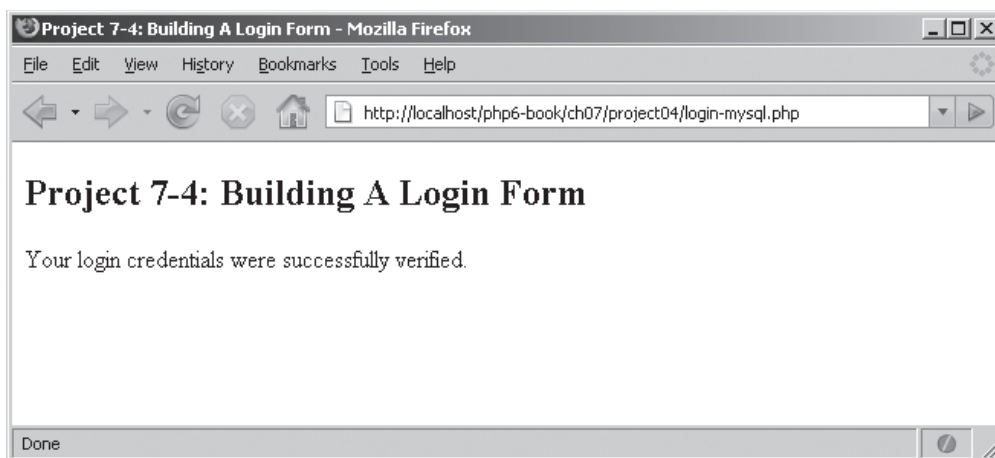 Project 7-4: Building A Login Form - Mozilla Firefox
File Edit View History Bookmarks Tools Help
http://localhost/php6-book/ch07/project04/login-mysql.php
Project 7-4: Building A Login Form
Your login credentials were successfully verified.
Done